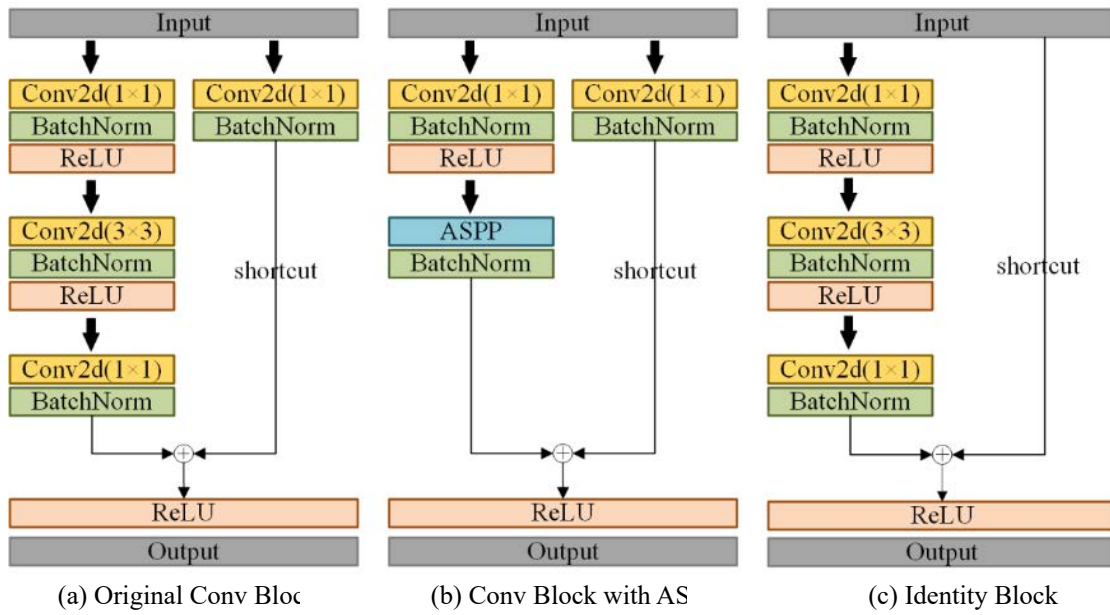 Input
Conv2d(1×1)
BatchNorm
ReLU
Conv2d(3×3)
BatchNorm
ReLU
Conv2d(1×1)
BatchNorm
Conv2d(1×1)
BatchNorm
shortcut
ReLU
Output
(a) Original Conv Bloc
Input
Conv2d(1×1)
BatchNorm
ReLU
ASPP
BatchNorm
Conv2d(1×1)
BatchNorm
shortcut
ReLU
Output
(b) Conv Block with AS
Input
Conv2d(1×1)
BatchNorm
ReLU
Conv2d(3×3)
BatchNorm
ReLU
Conv2d(1×1)
BatchNorm
shortcut
ReLU
Output
(c) Identity Block